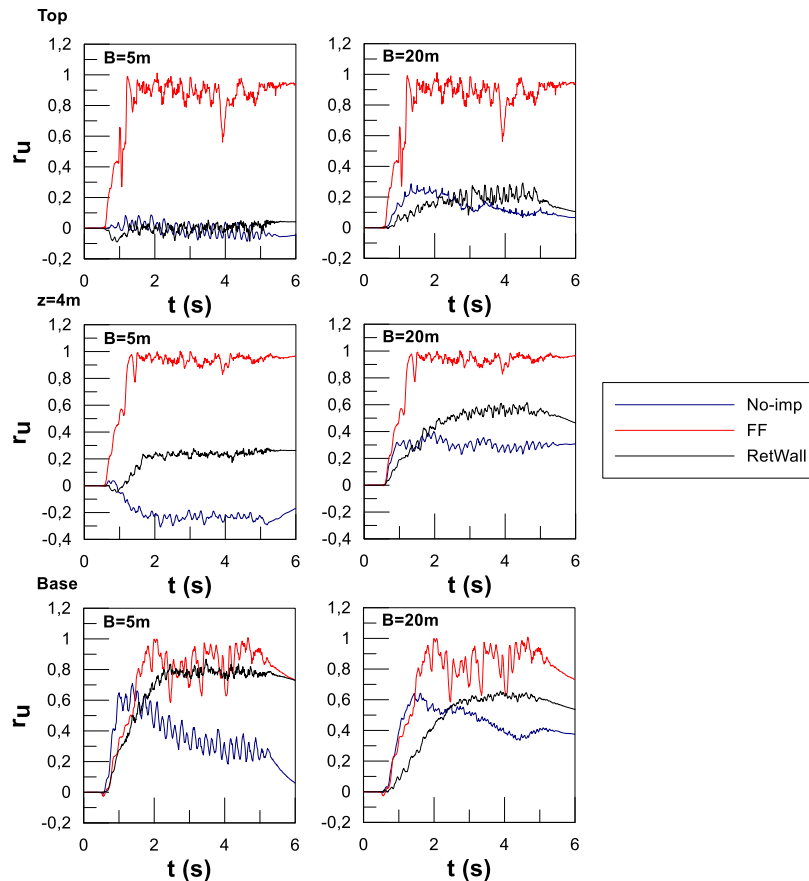 Top
B=5m
1,2
1
0,8
0,6
0,4
0,2
0
-0,2
ru
0 2 4 6
t (s)
B=20m
1,2
1
0,8
0,6
0,4
0,2
0
-0,2
0 2 4 6
t (s)
z=4m
B=5m
1,2
1
0,8
0,6
0,4
0,2
0
-0,2
-0,4
ru
0 2 4 6
t (s)
B=20m
1,2
1
0,8
0,6
0,4
0,2
0
-0,2
-0,4
0 2 4 6
t (s)
No-imp
FF
RetWall
Base
B=5m
1,2
1
0,8
0,6
0,4
0,2
0
-0,2
ru
0 2 4 6
t (s)
B=20m
1,2
1
0,8
0,6
0,4
0,2
0
-0,2
0 2 4 6
t (s)